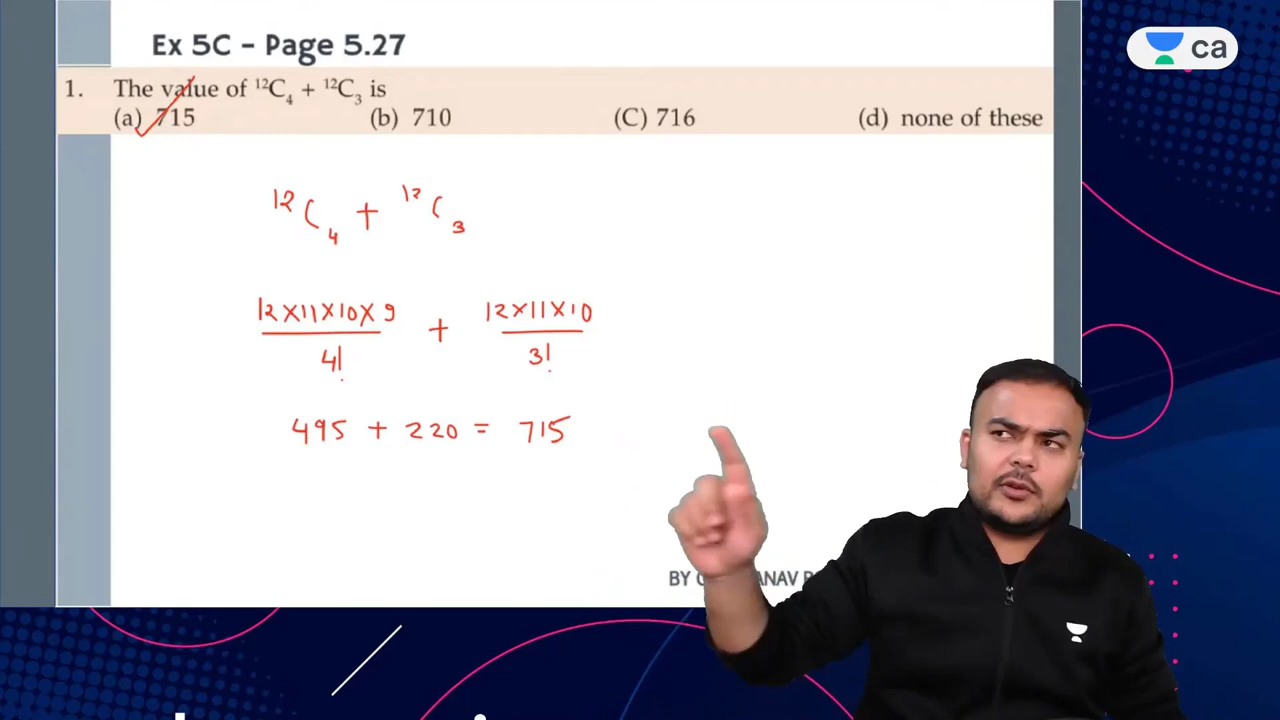 Ex 5C - Page 5.27
ca
1. The value of ¹²C₄ + ¹²C₃ is
(a) 715 (b) 710 (C) 716 (d) none of these
¹²C₄ + ¹²C₃
12×11×10×9 + 12×11×10
4! 3!
495 + 220 = 715
BY